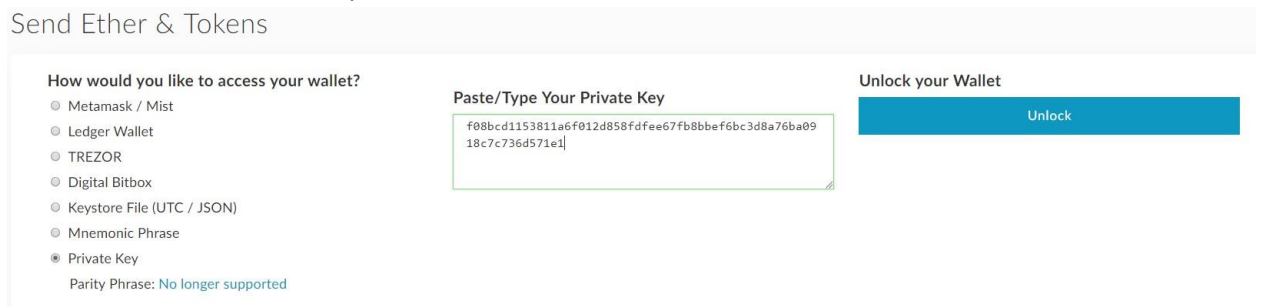 Send Ether & Tokens
How would you like to access your wallet?
Metamask / Mist
Ledger Wallet
TREZOR
Digital Bitbox
Keystore File (UTC / JSON)
Mnemonic Phrase
Private Key
Parity Phrase: No longer supported
Paste/Type Your Private Key
f08bcd1153811a6f012d858fdfee67fb8bbef6bc3d8a76ba09
18c7c736d571e1
Unlock your Wallet
Unlock